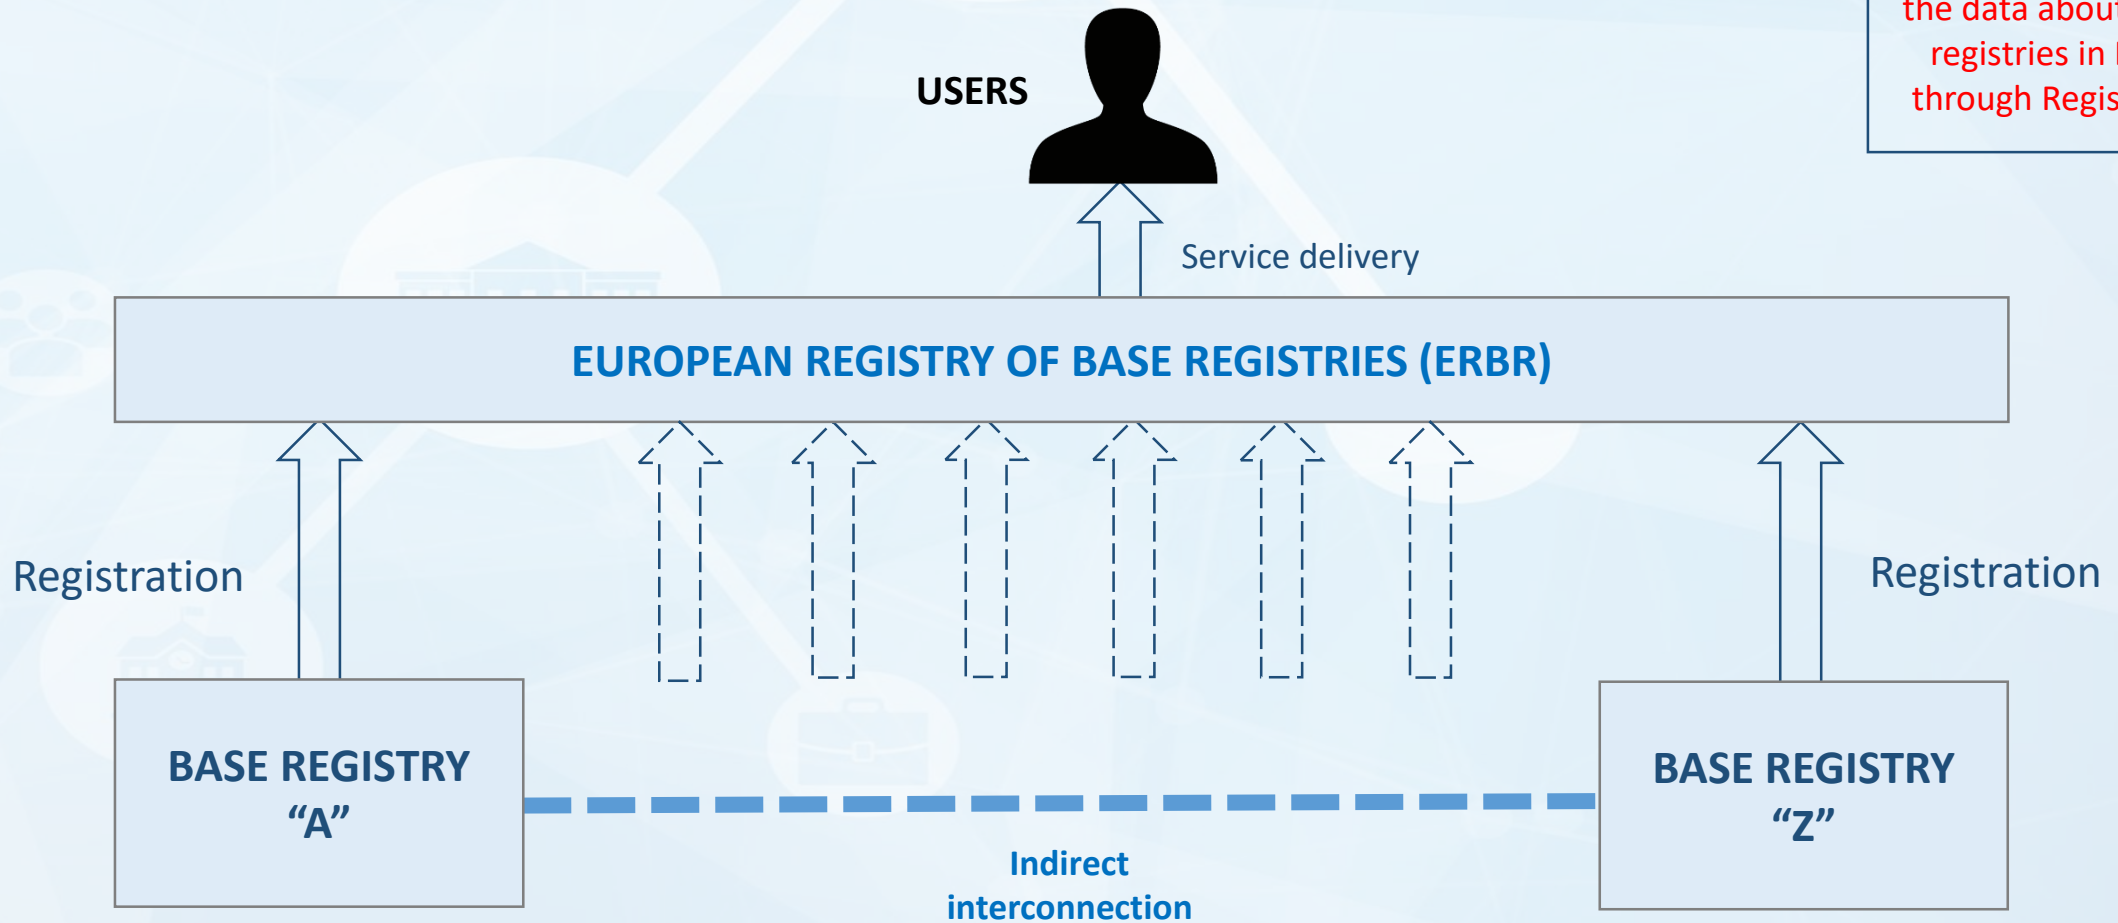 the data about
registries in
through Regis
USERS
Service delivery
EUROPEAN REGISTRY OF BASE REGISTRIES (ERBR)
Registration
Registration
BASE REGISTRY
“A”
BASE REGISTRY
“Z”
Indirect
interconnection